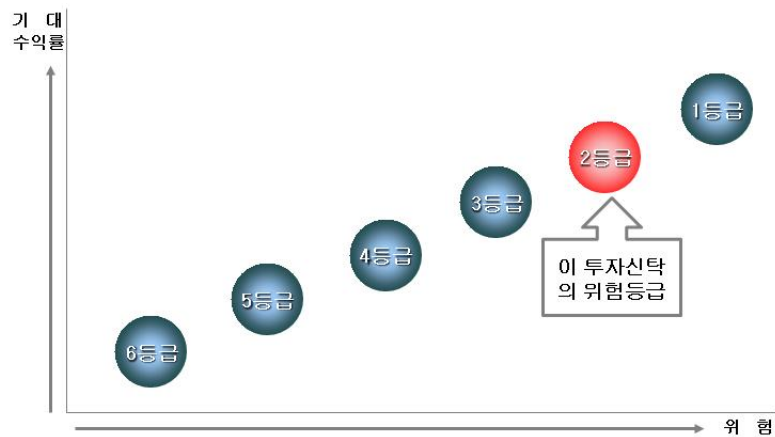 기 대
수익률
1등급
2등급
3등급
4등급
이 투자신탁
의 위험등급
5등급
6등급
위 험